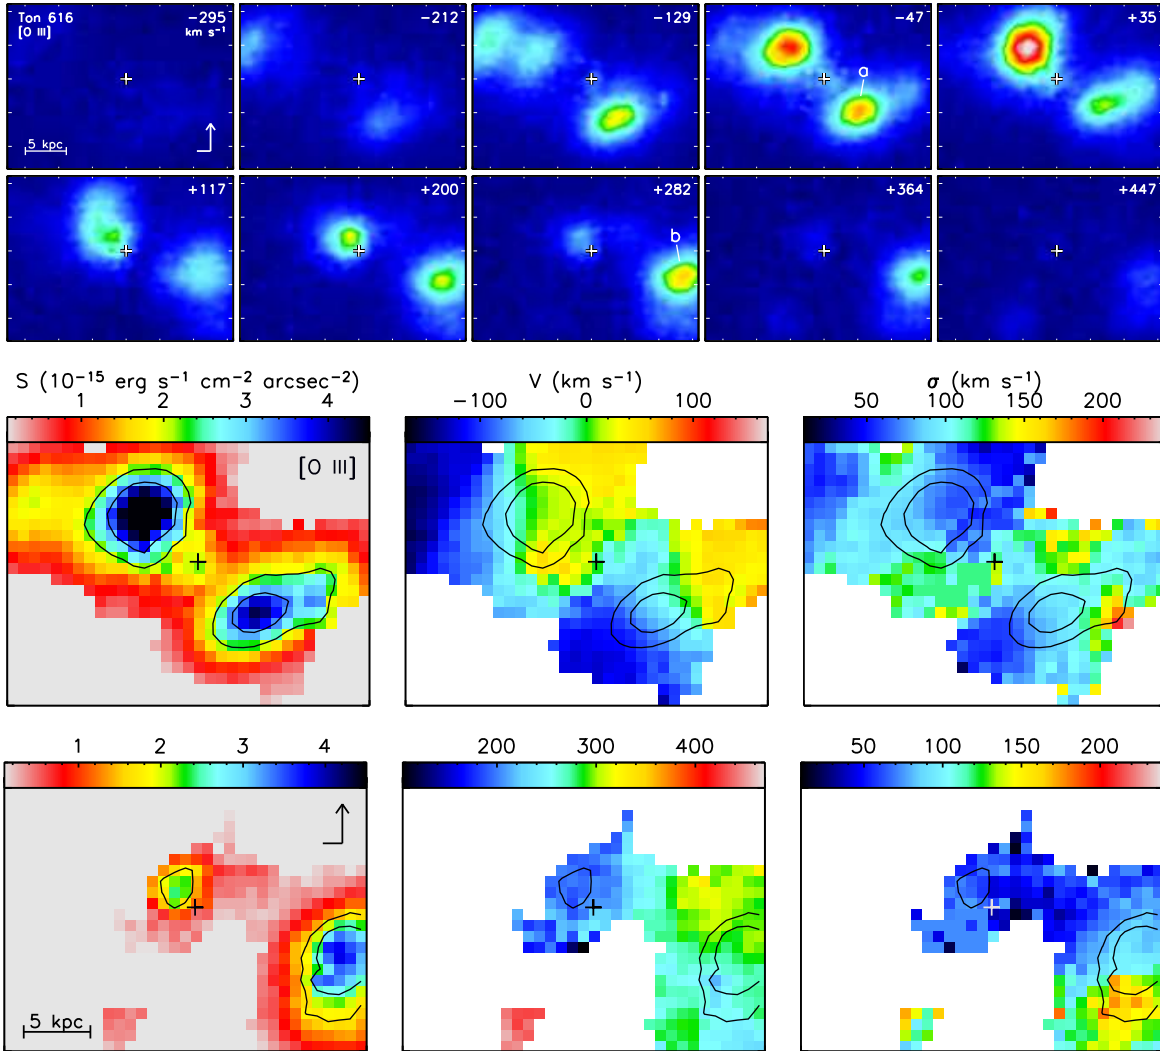 Ton 616 −295
[O III] km s⁻¹
−212
−129
−47
+35
a
5 kpc
+117
+200
+282
+364
+447
b
S (10⁻¹⁵ erg s⁻¹ cm⁻² arcsec⁻²)
V (km s⁻¹)
σ (km s⁻¹)
1 2 3 4
−100 0 100
50 100 150 200
[O III]
1 2 3 4
200 300 400
50 100 150 200
5 kpc